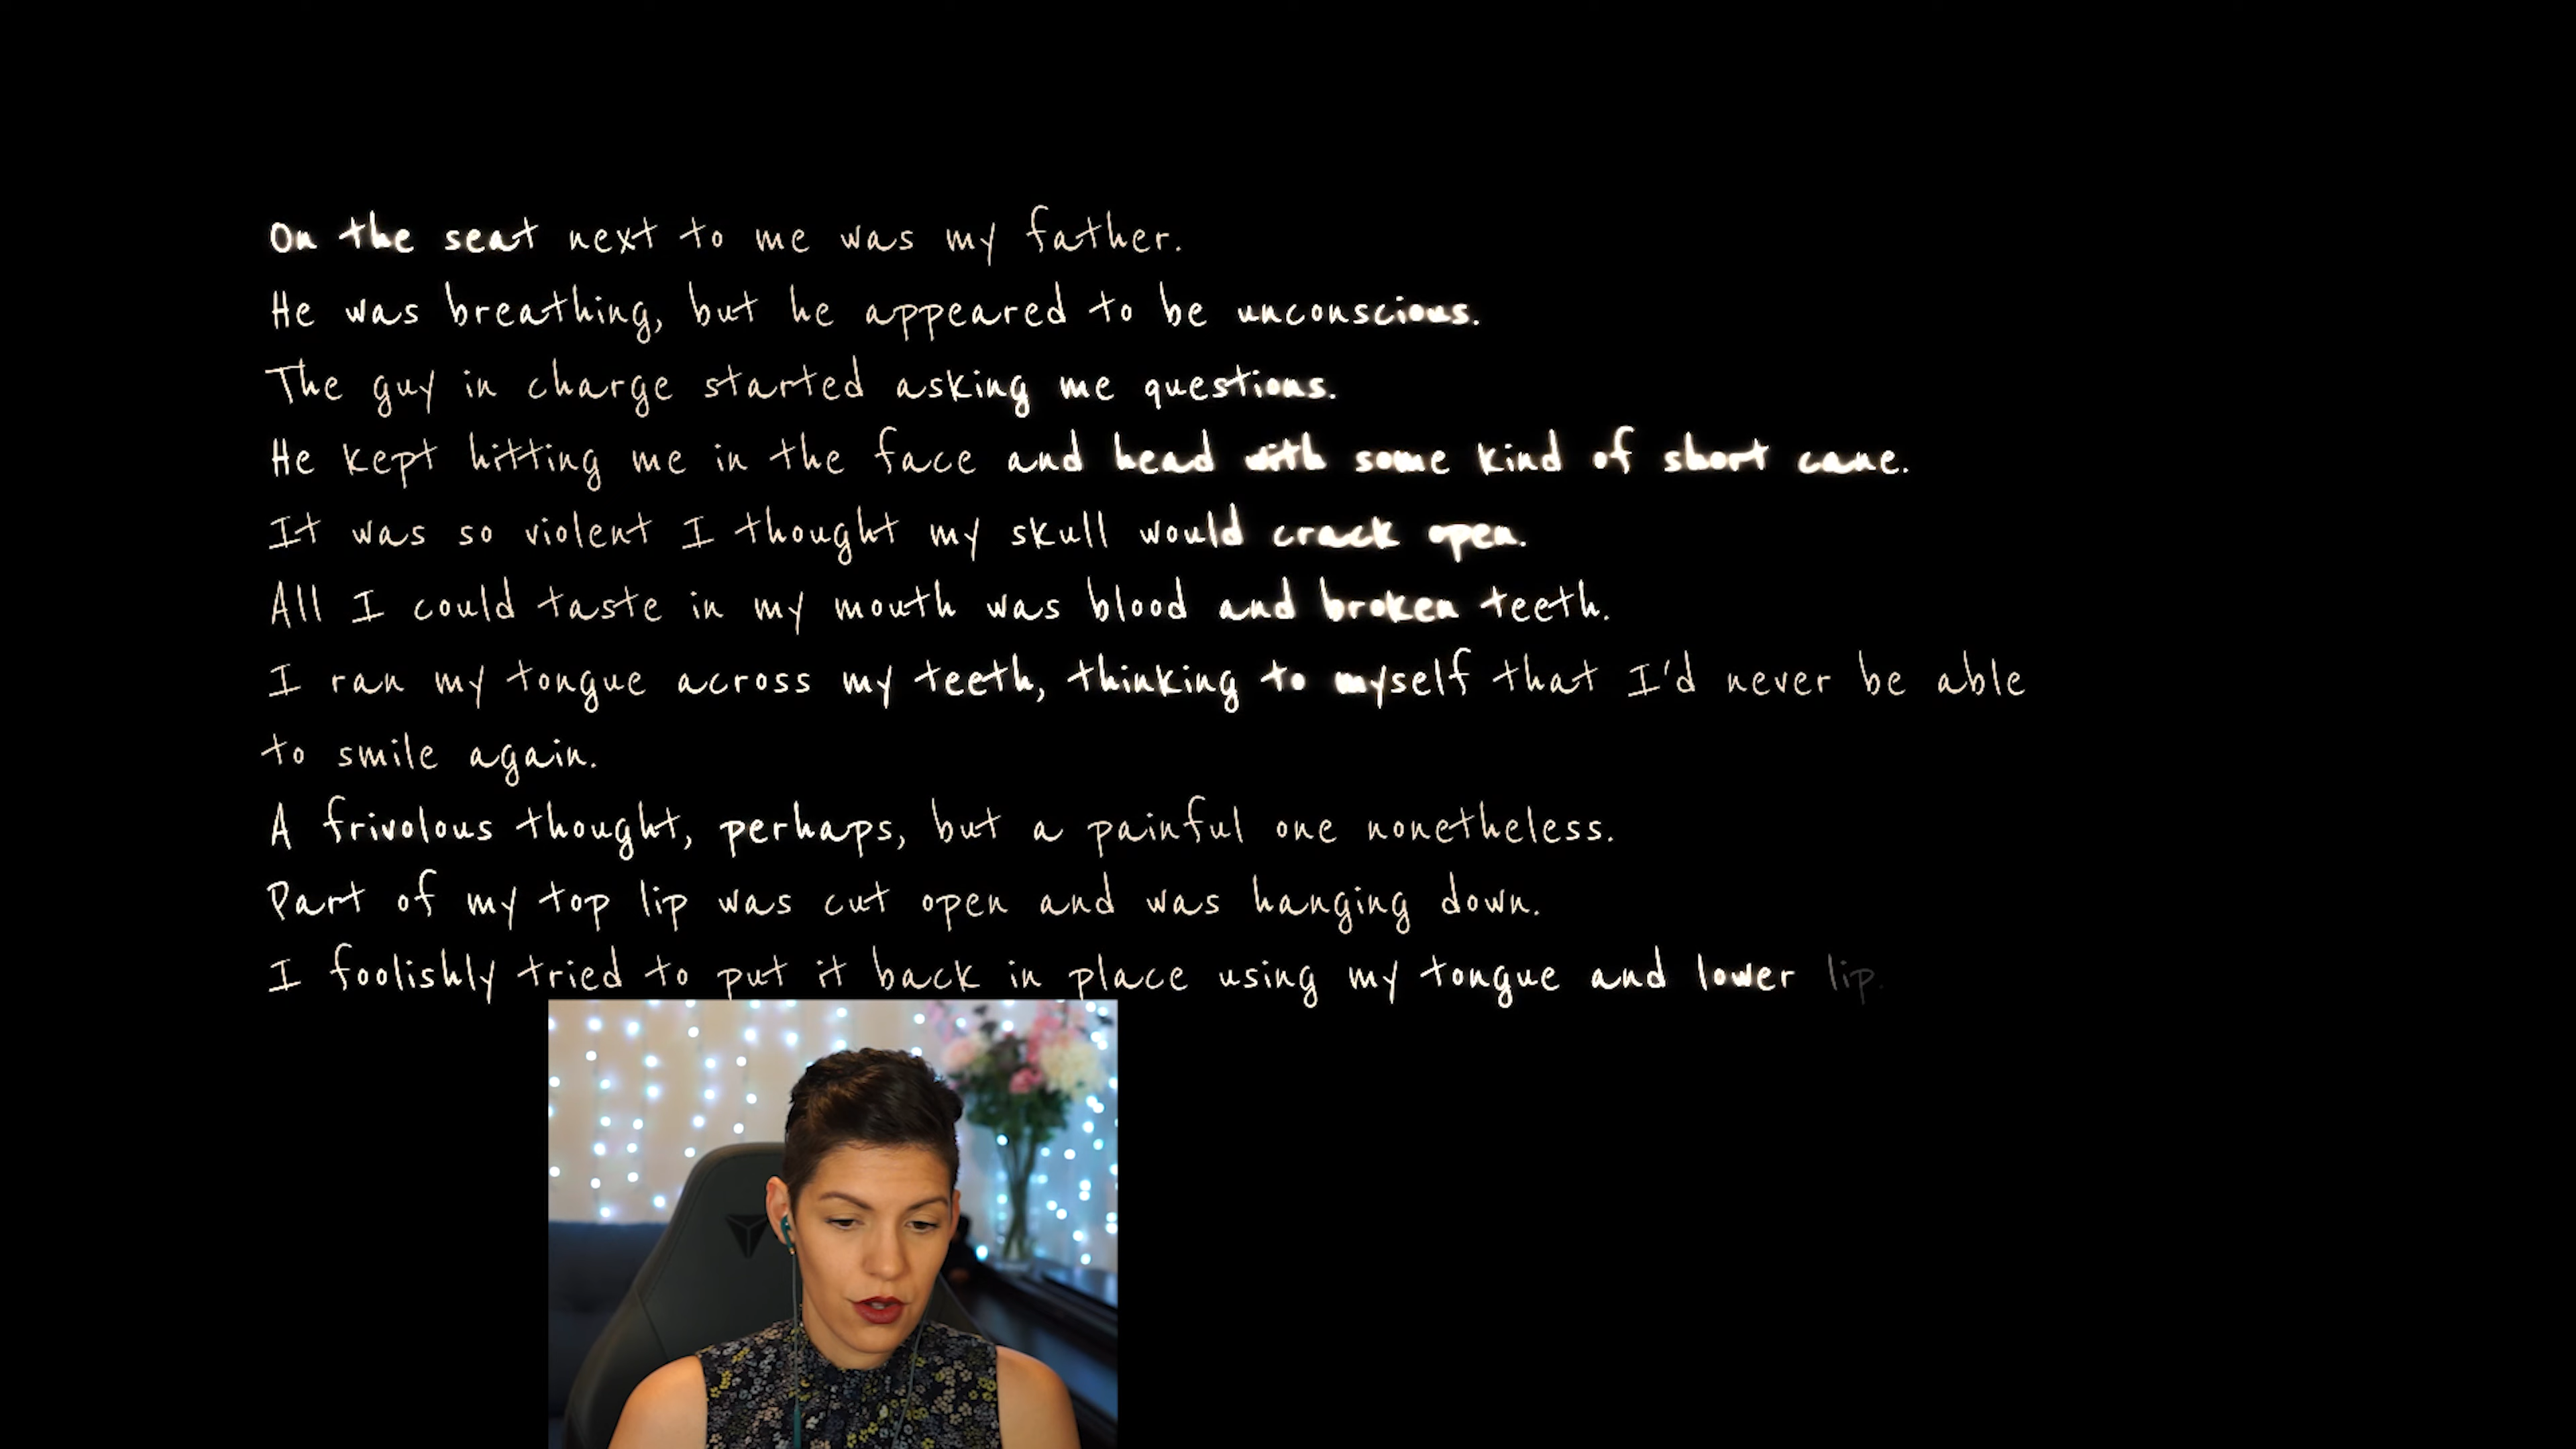 On the seat next to me was my father.
He was breathing, but he appeared to be unconscious.
The guy in charge started asking me questions.
He kept hitting me in the face and head with some kind of short cane.
It was so violent I thought my skull would crack open.
All I could taste in my mouth was blood and broken teeth.
I ran my tongue across my teeth, thinking to myself that I'd never be able
to smile again.
A frivolous thought, perhaps, but a painful one nonetheless.
Part of my top lip was cut open and was hanging down.
I foolishly tried to put it back in place using my tongue and lower lip.